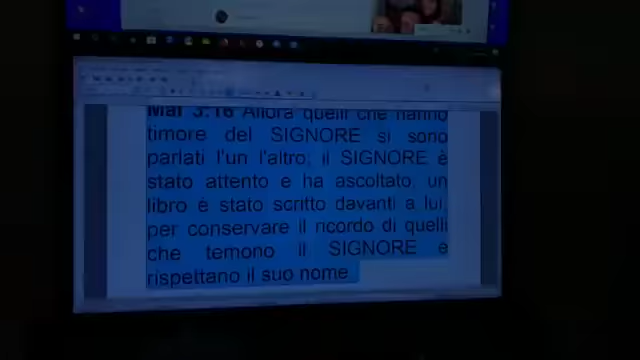 Mal 3:16 Allora quelli che hanno
timore del SIGNORE si sono
parlati l'un l'altro; il SIGNORE è
stato attento e ha ascoltato; un
libro è stato scritto davanti a lui,
per conservare il ricordo di quelli
che temono il SIGNORE e
rispettano il suo nome